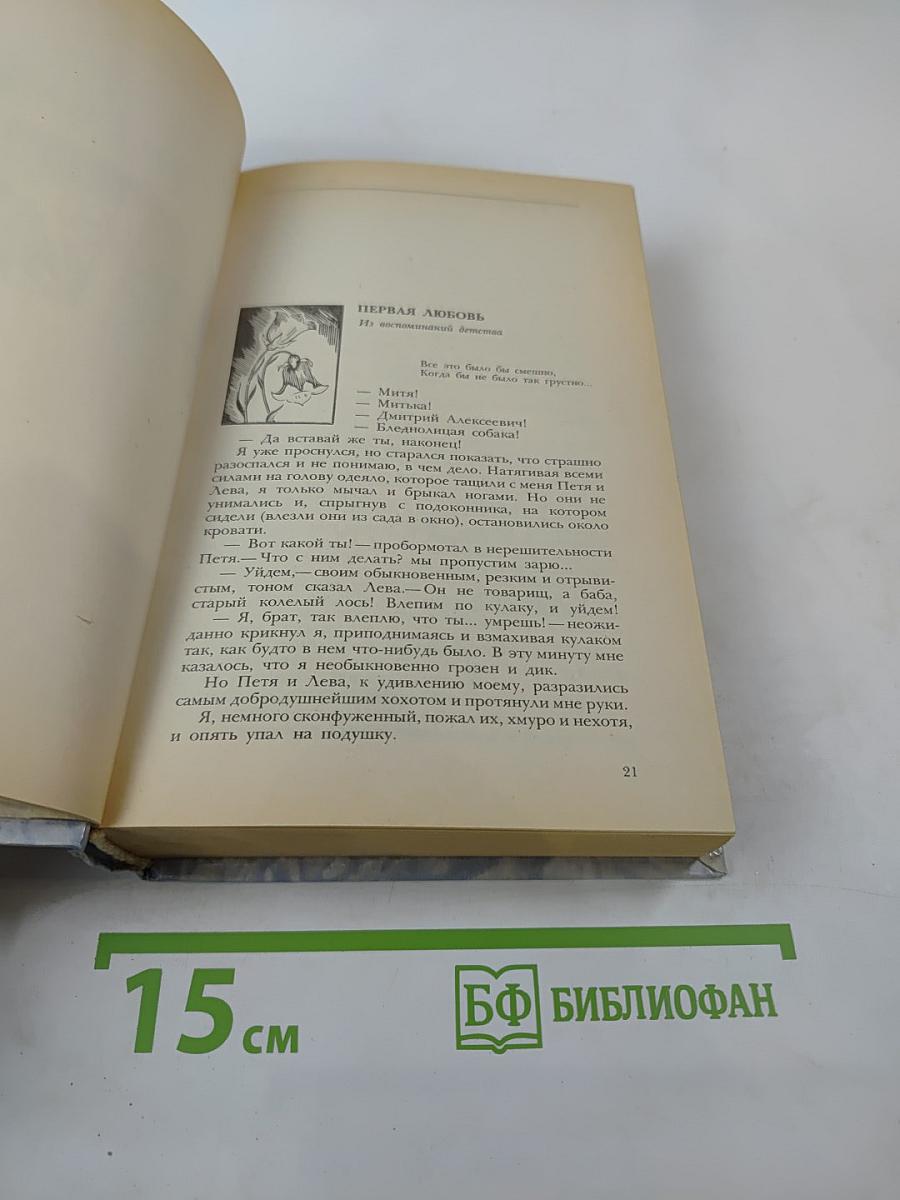 ПЕРВАЯ ЛЮБОВЬ
Из воспоминаний детства
Все это было бы смешно,
Когда бы не было так грустно...
— Митя!
— Митька!
— Дмитрий Алексеевич!
— Бледнолицая собака!
— Да вставай же ты, наконец!
Я уже проснулся, но старался показать, что страшно
разоспался и не понимаю, в чем дело. Натягивая всеми
силами на голову одеяло, которое тащили с меня Петя и
Лева, я только мычал и брыкал ногами. Но они не
унимались и, спрыгнув с подоконника, на котором
сидели (влезли они из сада в окно), остановились около
кровати.
— Вот какой ты! — пробормотал в нерешительности
Петя.— Что с ним делать? мы пропустим зарю...
— Уйдем,— своим обыкновенным, резким и отрыви-
стым, тоном сказал Лева.— Он не товарищ, а баба,
старый колелый лось! Влепим по кулаку, и уйдем!
— Я, брат, так влеплю, что ты... умрешь! — неожи-
данно крикнул я, приподнимаясь и взмахивая кулаком
так, как будто в нем что-нибудь было. В эту минуту мне
казалось, что я необыкновенно грозен и дик.
Но Петя и Лева, к удивлению моему, разразились
самым добродушнейшим хохотом и протянули мне руки.
Я, немного сконфуженный, пожал их, хмуро и нехотя,
и опять упал на подушку.
21
15 см
БФ БИБЛИОФАН